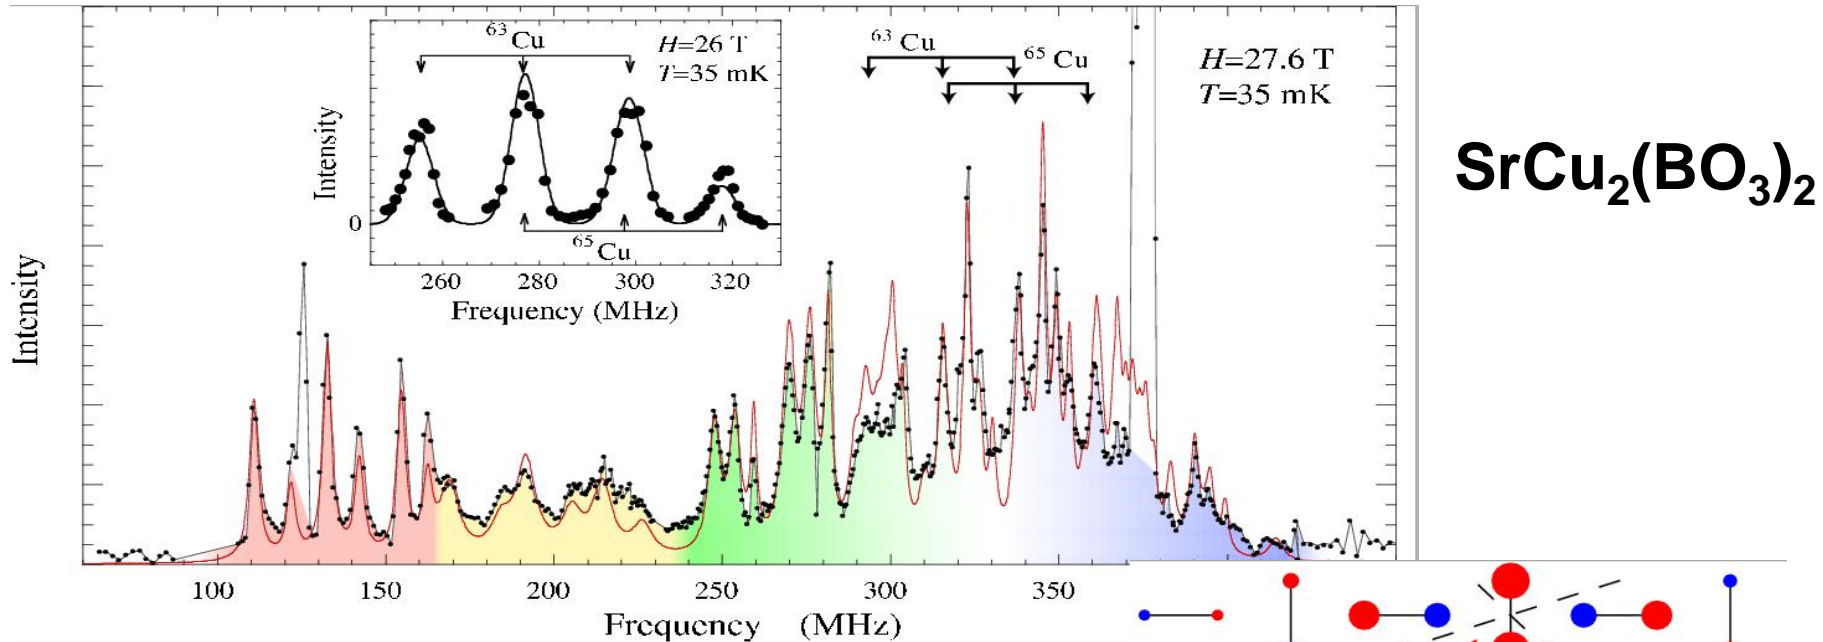 63Cu
H=26 T
T=35 mK
Intensity
0
65Cu
260 280 300 320
Frequency (MHz)
63Cu
65Cu
H=27.6 T
T=35 mK
SrCu2(BO3)2
Intensity
100 150 200 250 300 350
Frequency (MHz)